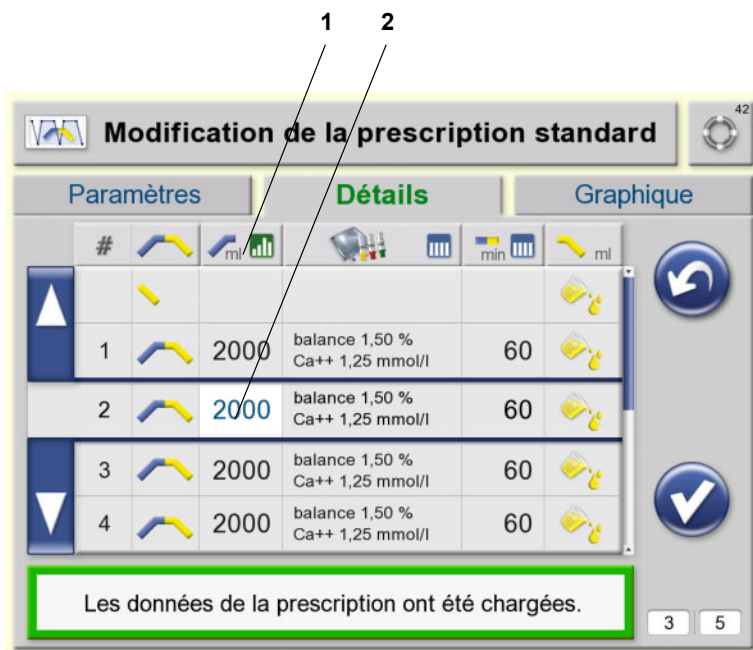 1 2
Modification de la prescription standard
42
Paramètres Détails Graphique
# ml min ml
1 2000 balance 1,50 %
Ca++ 1,25 mmol/l 60
2 2000 balance 1,50 %
Ca++ 1,25 mmol/l 60
3 2000 balance 1,50 %
Ca++ 1,25 mmol/l 60
4 2000 balance 1,50 %
Ca++ 1,25 mmol/l 60
Les données de la prescription ont été chargées.
3 5